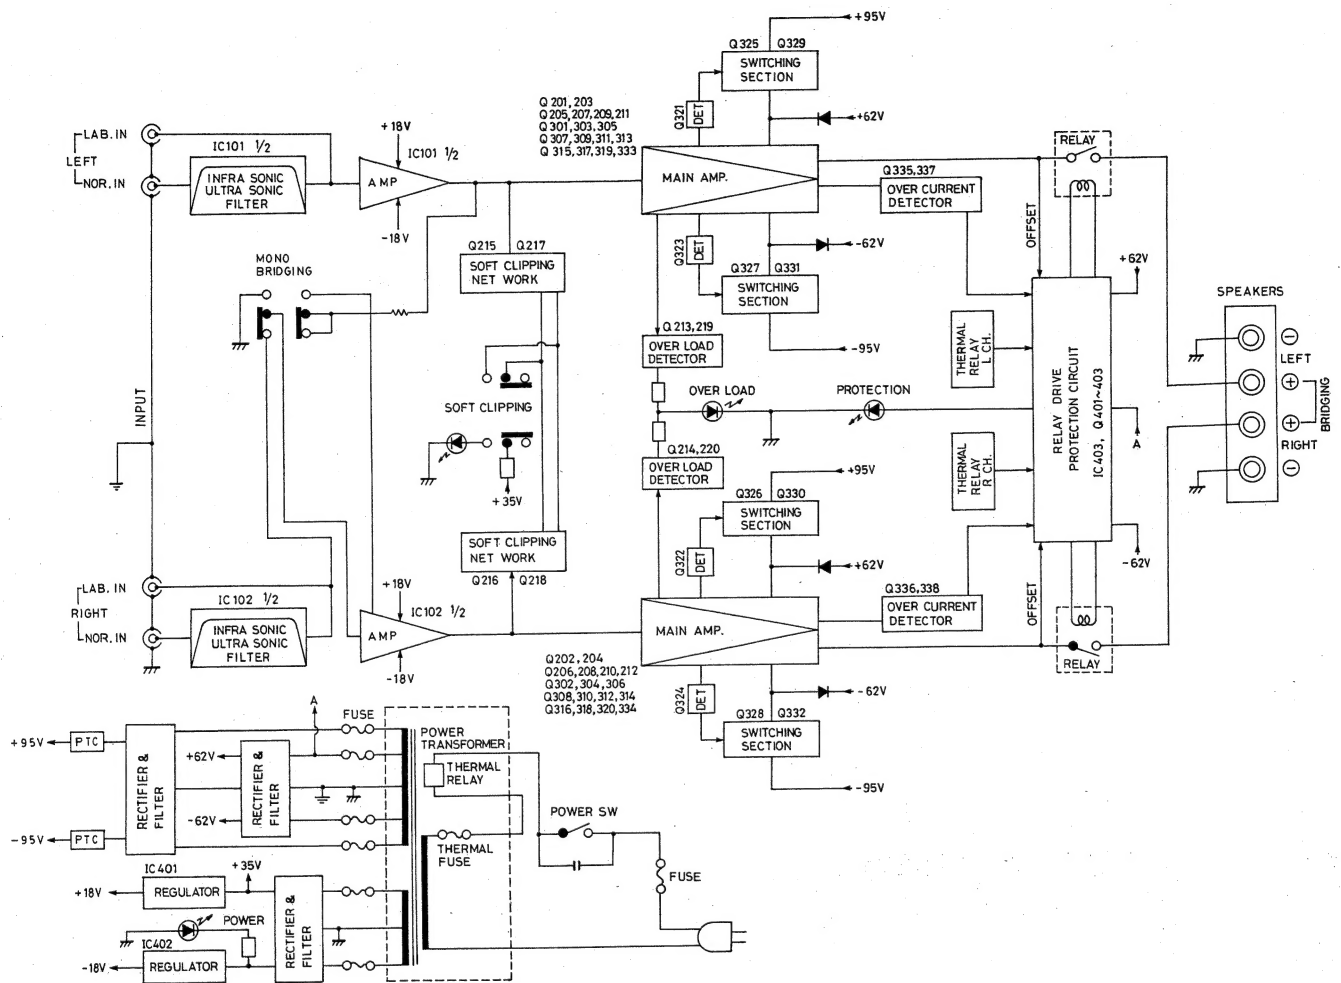 +95V
Q325 Q329
SWITCHING
SECTION
Q321
DET
+62V
Q 201, 203
Q 205, 207, 209, 211
Q 301, 303, 305
Q 307, 309, 311, 313
Q 315, 317, 319, 333
LAB. IN
LEFT
NOR. IN
IC101 1/2
INFRA SONIC
ULTRA SONIC
FILTER
+18V
IC101 1/2
AMP
-18V
MAIN AMP.
Q335, 337
OVER CURRENT
DETECTOR
RELAY
OFFSET
Q323
DET
-62V
Q327 Q331
SWITCHING
SECTION
-95V
MONO
BRIDGING
Q215 Q217
SOFT CLIPPING
NET WORK
Q 213, 219
OVER LOAD
DETECTOR
THERMAL
RELAY
L CH.
+62V
SPEAKERS
LEFT
BRIDGING
RIGHT
INPUT
SOFT CLIPPING
+35V
OVER LOAD
PROTECTION
RELAY DRIVE
PROTECTION CIRCUIT
IC403, Q401~403
A
Q214, 220
OVER LOAD
DETECTOR
THERMAL
RELAY
R CH.
+95V
Q326 Q330
SWITCHING
SECTION
Q322
DET
+62V
-62V
SOFT CLIPPING
NET WORK
Q216 Q218
LAB. IN
RIGHT
NOR. IN
IC102 1/2
INFRA SONIC
ULTRA SONIC
FILTER
+18V
IC102 1/2
AMP
-18V
MAIN AMP.
Q336, 338
OVER CURRENT
DETECTOR
OFFSET
RELAY
Q202, 204
Q206, 208, 210, 212
Q302, 304, 306
Q308, 310, 312, 314
Q316, 318, 320, 334
Q324
DET
-62V
Q328 Q332
SWITCHING
SECTION
-95V
A
FUSE
+95V
PTC
RECTIFIER &
FILTER
+62V
RECTIFIER &
FILTER
-62V
-95V
PTC
POWER
TRANSFORMER
THERMAL
RELAY
THERMAL
FUSE
POWER SW
FUSE
IC401
+35V
+18V
REGULATOR
POWER
RECTIFIER &
FILTER
IC402
-18V
REGULATOR